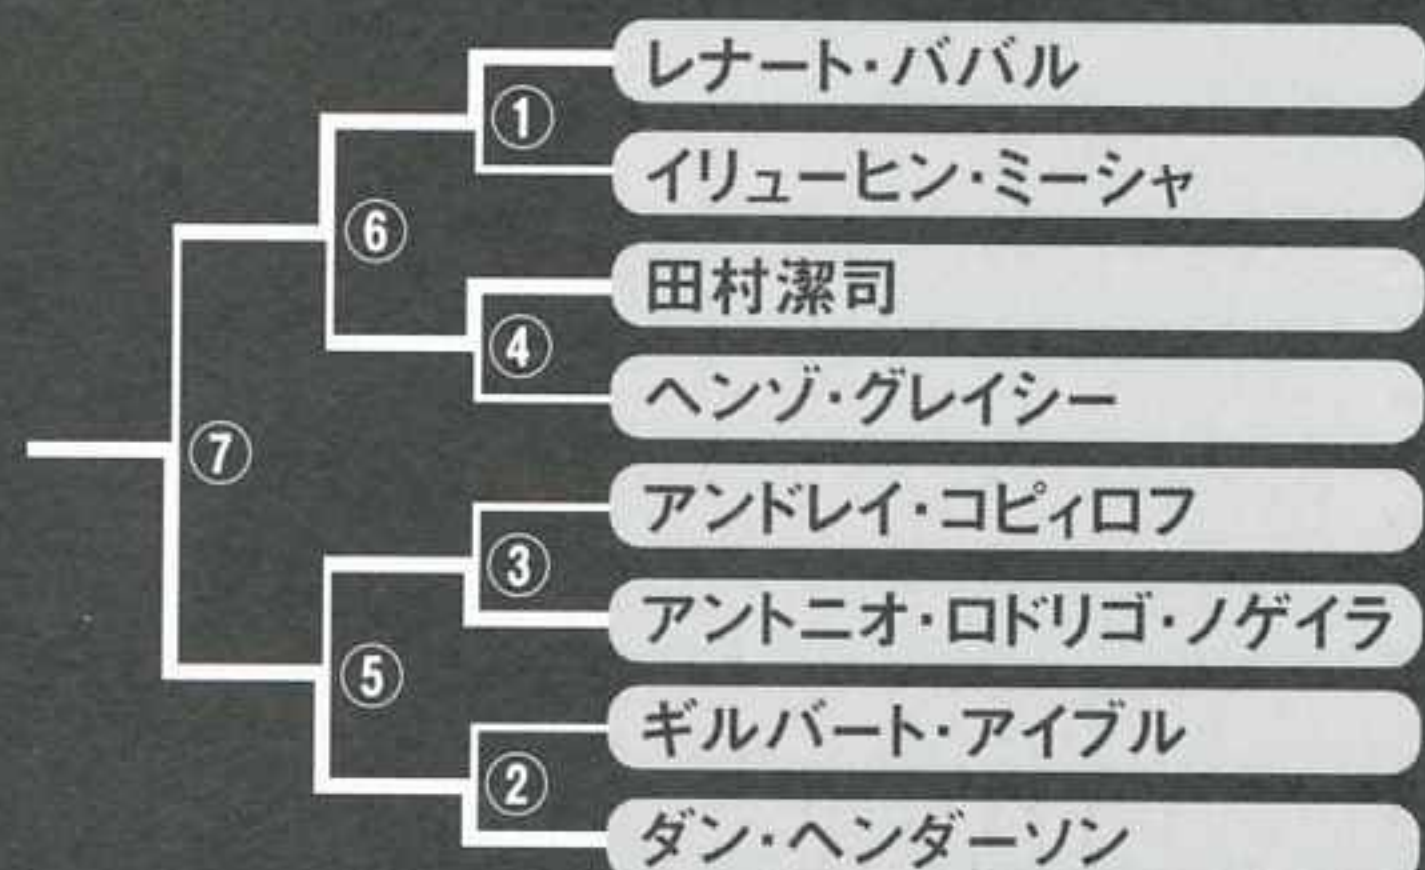 レナート・ババル
①
イリューヒン・ミーシャ
⑥
田村潔司
④
ヘンゾ・グレイシー
⑦
アンドレイ・コピィロフ
③
アントニオ・ロドリゴ・ノゲイラ
⑤
ギルバート・アイブル
②
ダン・ヘンダーソン